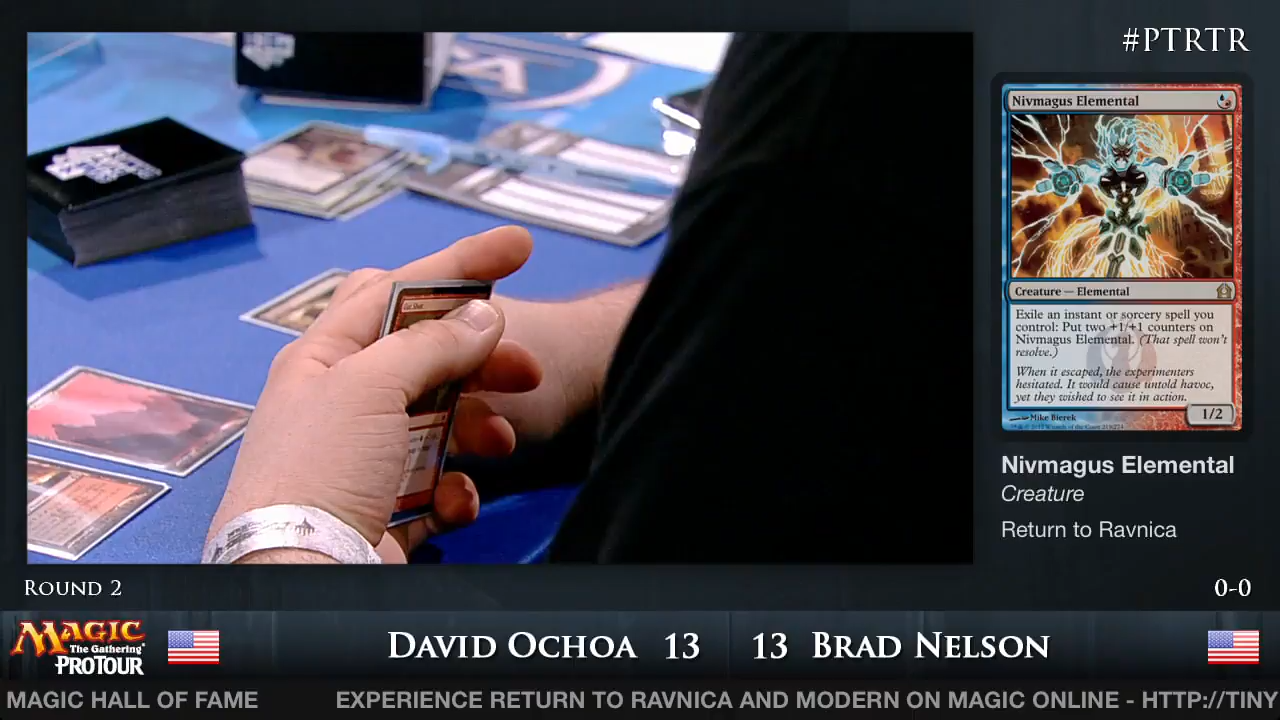 #PTRTR
Nivmagus Elemental
Creature — Elemental
Exile an instant or sorcery spell you
control: Put two +1/+1 counters on
Nivmagus Elemental. (That spell won't
resolve.)
When it escaped, the experimenters
hesitated. It would cause untold havoc,
yet they wished to see it in action.
Mike Bierek
1/2
Nivmagus Elemental
Creature
Return to Ravnica
Gut Shot
ROUND 2
0-0
MAGIC
The Gathering
PROTOUR
DAVID OCHOA 13
13 BRAD NELSON
MAGIC HALL OF FAME
EXPERIENCE RETURN TO RAVNICA AND MODERN ON MAGIC ONLINE - HTTP://TINY